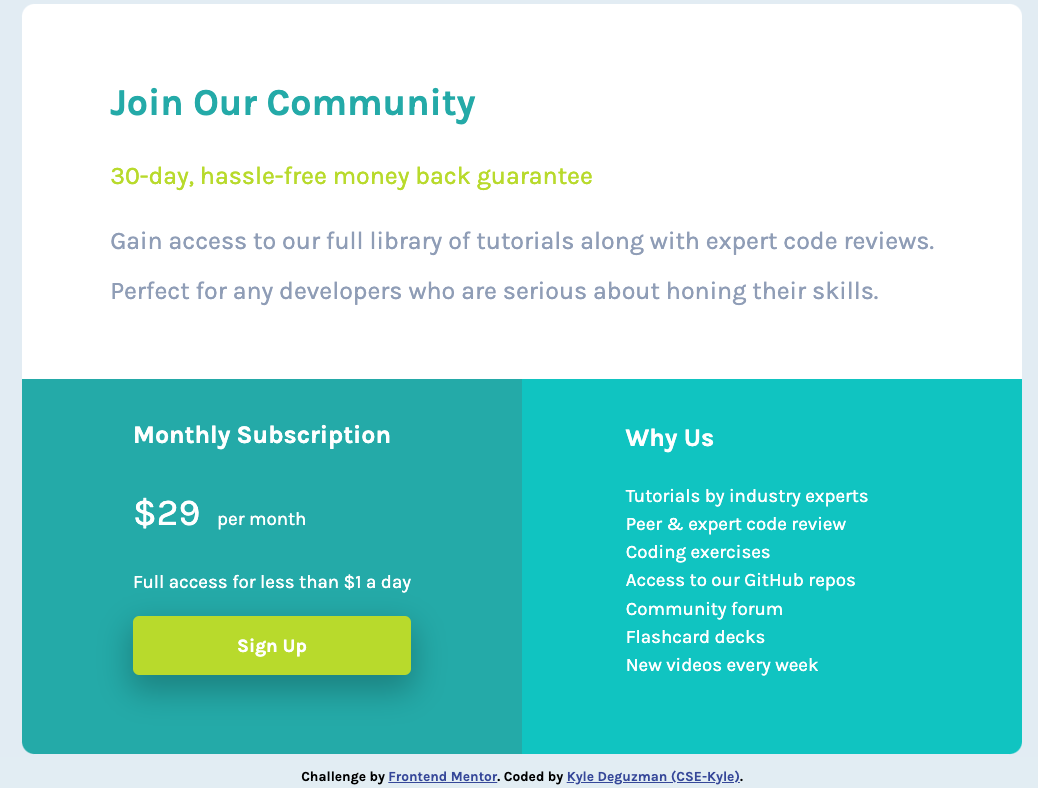 Join Our Community
30-day, hassle-free money back guarantee
Gain access to our full library of tutorials along with expert code reviews.
Perfect for any developers who are serious about honing their skills.
Monthly Subscription
$29 per month
Full access for less than $1 a day
Sign Up
Why Us
Tutorials by industry experts
Peer & expert code review
Coding exercises
Access to our GitHub repos
Community forum
Flashcard decks
New videos every week
Challenge by Frontend Mentor. Coded by Kyle Deguzman (CSE-Kyle).